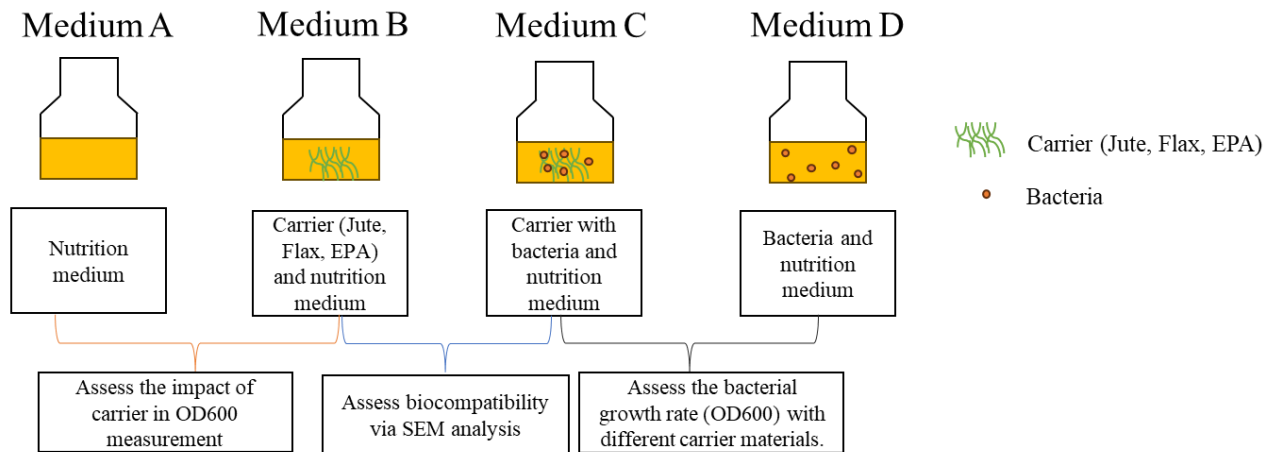 Medium A
Medium B
Medium C
Medium D
Carrier (Jute, Flax, EPA)
Bacteria
Nutrition
medium
Carrier (Jute,
Flax, EPA)
and nutrition
medium
Carrier with
bacteria and
nutrition
medium
Bacteria and
nutrition
medium
Assess the impact of
carrier in OD600
measurement
Assess biocompatibility
via SEM analysis
Assess the bacterial
growth rate (OD600) with
different carrier materials.